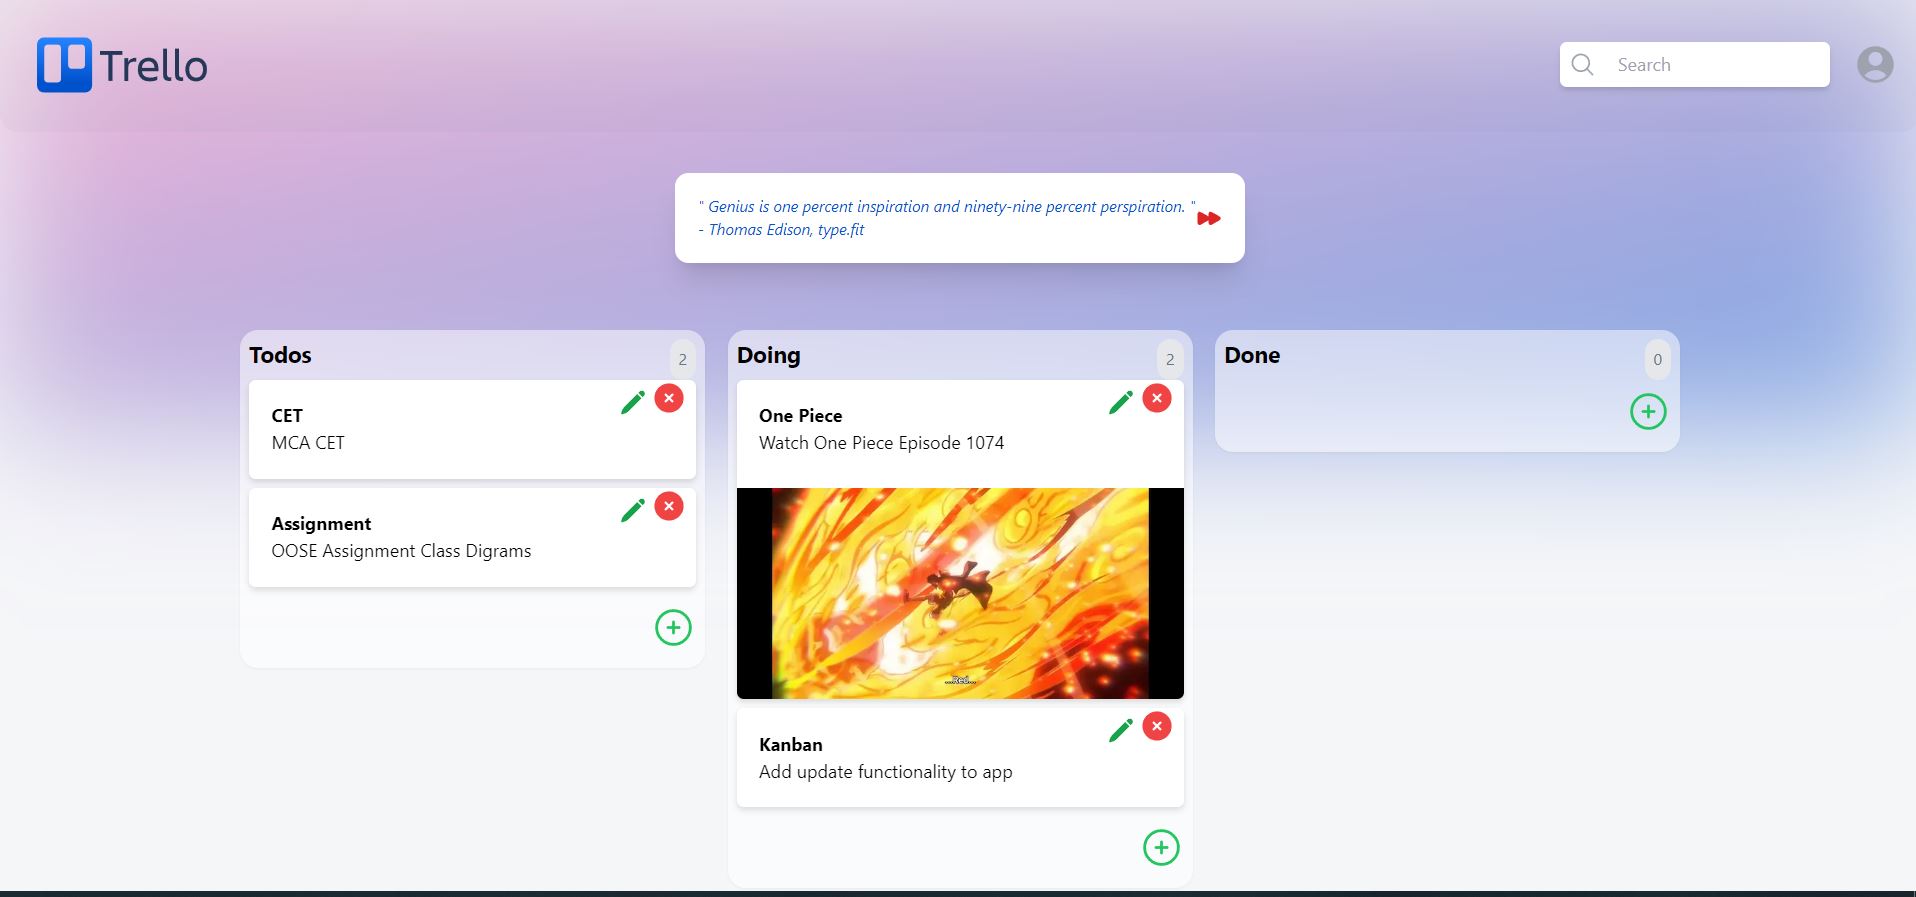 Trello
Search
" Genius is one percent inspiration and ninety-nine percent perspiration. "
- Thomas Edison, type.fit
Todos
2
CET
MCA CET
Assignment
OOSE Assignment Class Digrams
Doing
2
One Piece
Watch One Piece Episode 1074
...Red...
Kanban
Add update functionality to app
Done
0